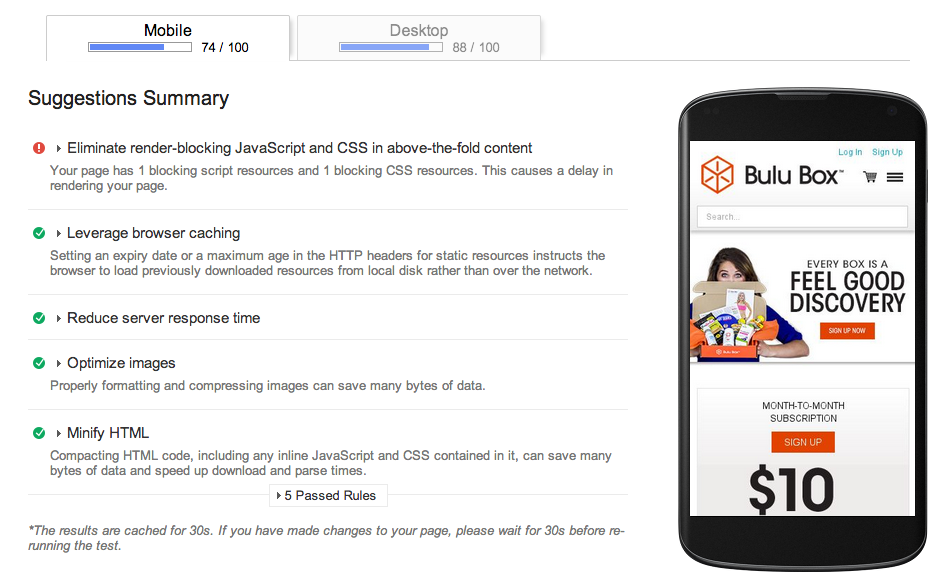 Mobile
74 / 100
Desktop
88 / 100
Suggestions Summary
Eliminate render-blocking JavaScript and CSS in above-the-fold content
Your page has 1 blocking script resources and 1 blocking CSS resources. This causes a delay in
rendering your page.
Leverage browser caching
Setting an expiry date or a maximum age in the HTTP headers for static resources instructs the
browser to load previously downloaded resources from local disk rather than over the network.
Reduce server response time
Optimize images
Properly formatting and compressing images can save many bytes of data.
Minify HTML
Compacting HTML code, including any inline JavaScript and CSS contained in it, can save many
bytes of data and speed up download and parse times.
5 Passed Rules
*The results are cached for 30s. If you have made changes to your page, please wait for 30s before re-
running the test.
Log In Sign Up
Bulu Box™
Search...
EVERY BOX IS A
FEEL GOOD
DISCOVERY
SIGN UP NOW
Bulu Box
MONTH-TO-MONTH
SUBSCRIPTION
SIGN UP
$10